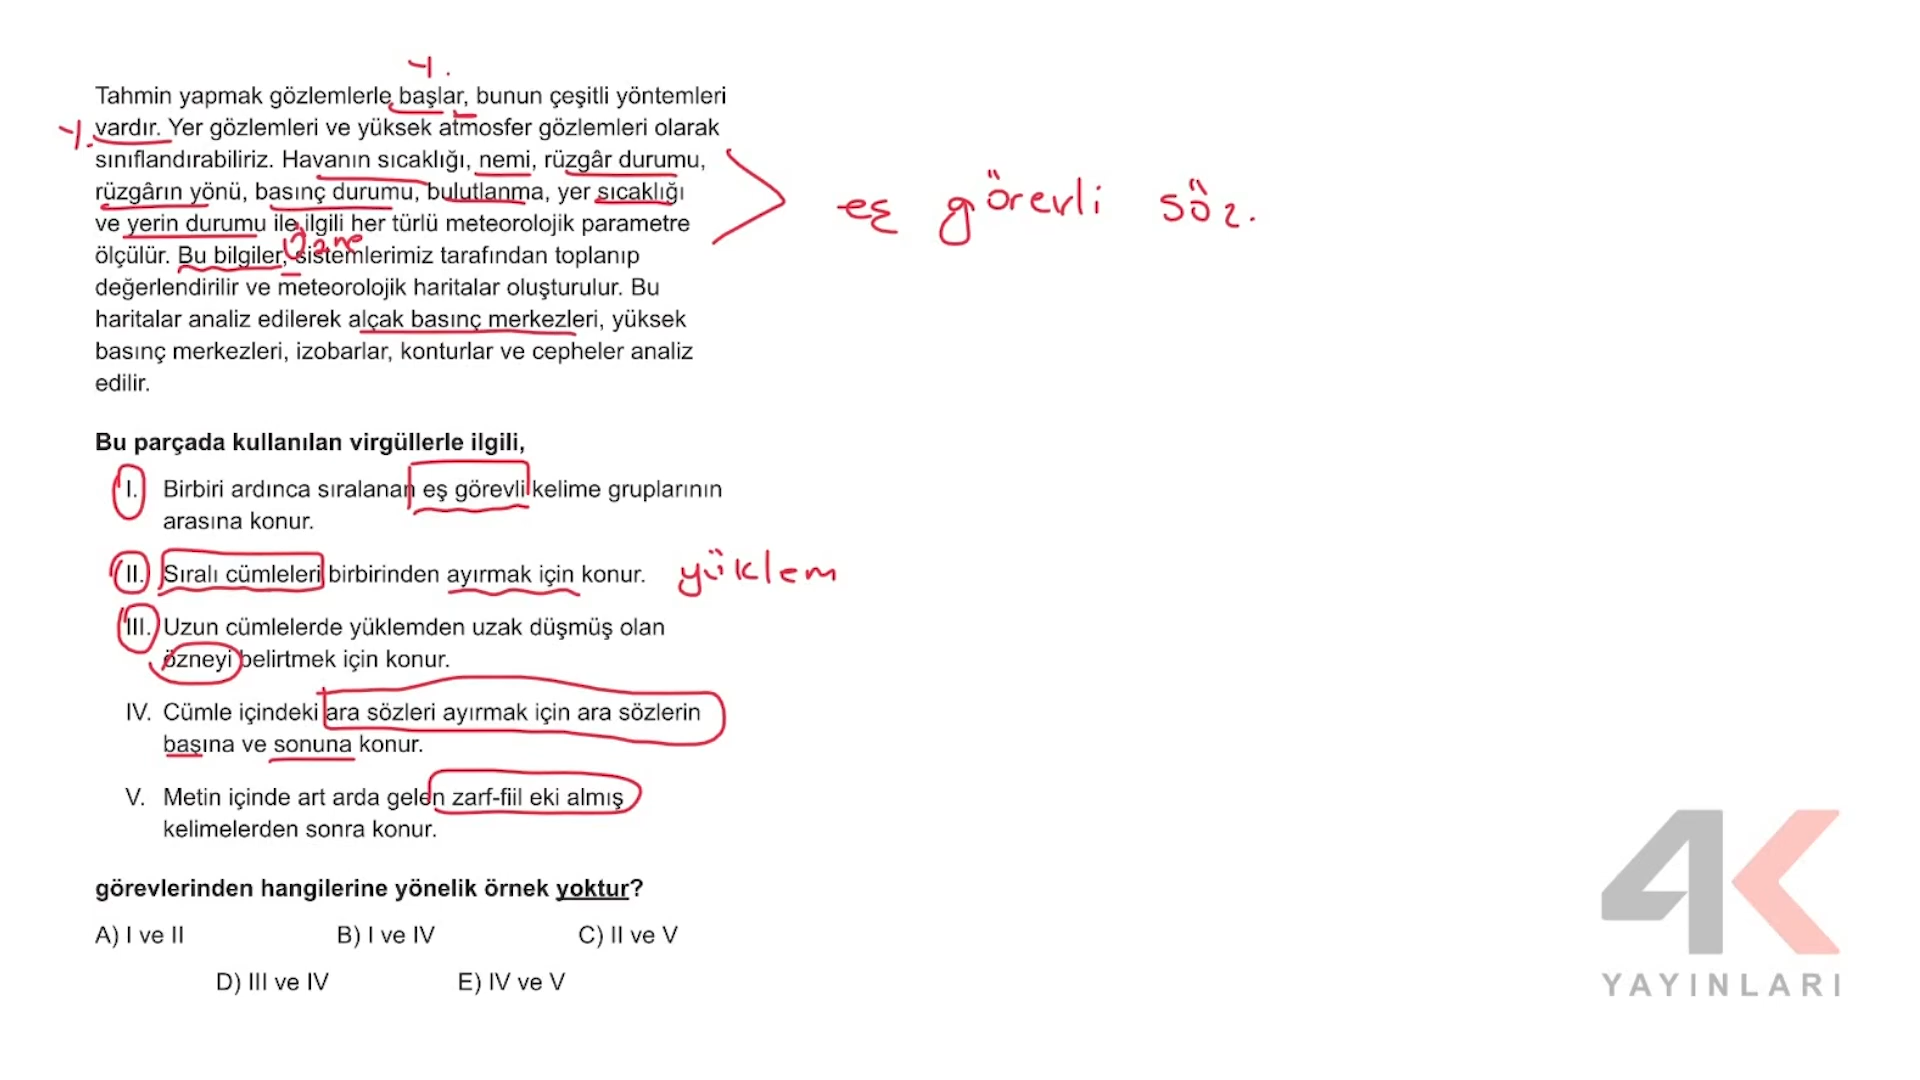 y.
Tahmin yapmak gözlemlerle başlar, bunun çeşitli yöntemleri
y. vardır. Yer gözlemleri ve yüksek atmosfer gözlemleri olarak
sınıflandırabiliriz. Havanın sıcaklığı, nemi, rüzgâr durumu,
rüzgârın yönü, basınç durumu, bulutlanma, yer sıcaklığı
eş görevli söz.
ve yerin durumu ile ilgili her türlü meteorolojik parametre
özne
ölçülür. Bu bilgiler, sistemlerimiz tarafından toplanıp
değerlendirilir ve meteorolojik haritalar oluşturulur. Bu
haritalar analiz edilerek alçak basınç merkezleri, yüksek
basınç merkezleri, izobarlar, konturlar ve cepheler analiz
edilir.
Bu parçada kullanılan virgüllerle ilgili,
I. Birbiri ardınca sıralanan eş görevli kelime gruplarının
arasına konur.
II. Sıralı cümleleri birbirinden ayırmak için konur. yüklem
III. Uzun cümlelerde yüklemden uzak düşmüş olan
özneyi belirtmek için konur.
IV. Cümle içindeki ara sözleri ayırmak için ara sözlerin
başına ve sonuna konur.
V. Metin içinde art arda gelen zarf-fiil eki almış
kelimelerden sonra konur.
görevlerinden hangilerine yönelik örnek yoktur?
A) I ve II B) I ve IV C) II ve V
D) III ve IV E) IV ve V
4K
YAYINLARI